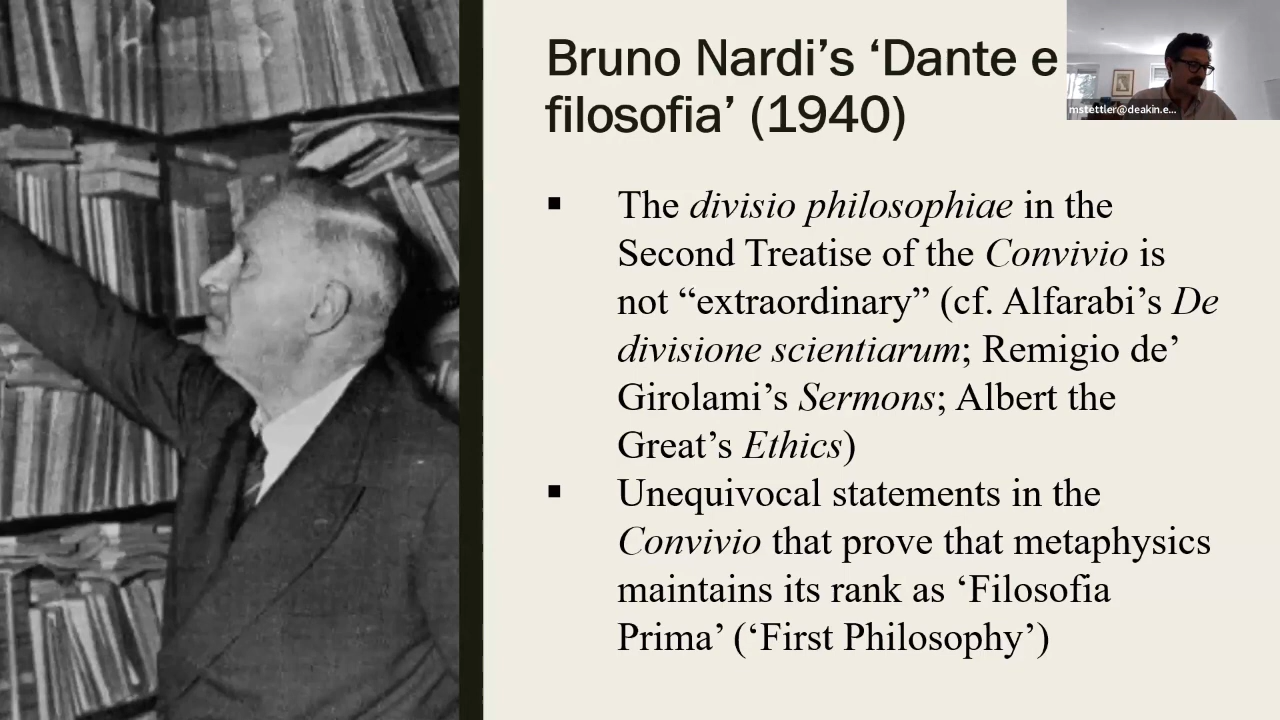 Bruno Nardi’s ‘Dante e
filosofia’ (1940)
mstettler@deakin.e...
▪ The divisio philosophiae in the
Second Treatise of the Convivio is
not “extraordinary” (cf. Alfarabi’s De
divisione scientiarum; Remigio de’
Girolami’s Sermons; Albert the
Great’s Ethics)
▪ Unequivocal statements in the
Convivio that prove that metaphysics
maintains its rank as ‘Filosofia
Prima’ (‘First Philosophy’)